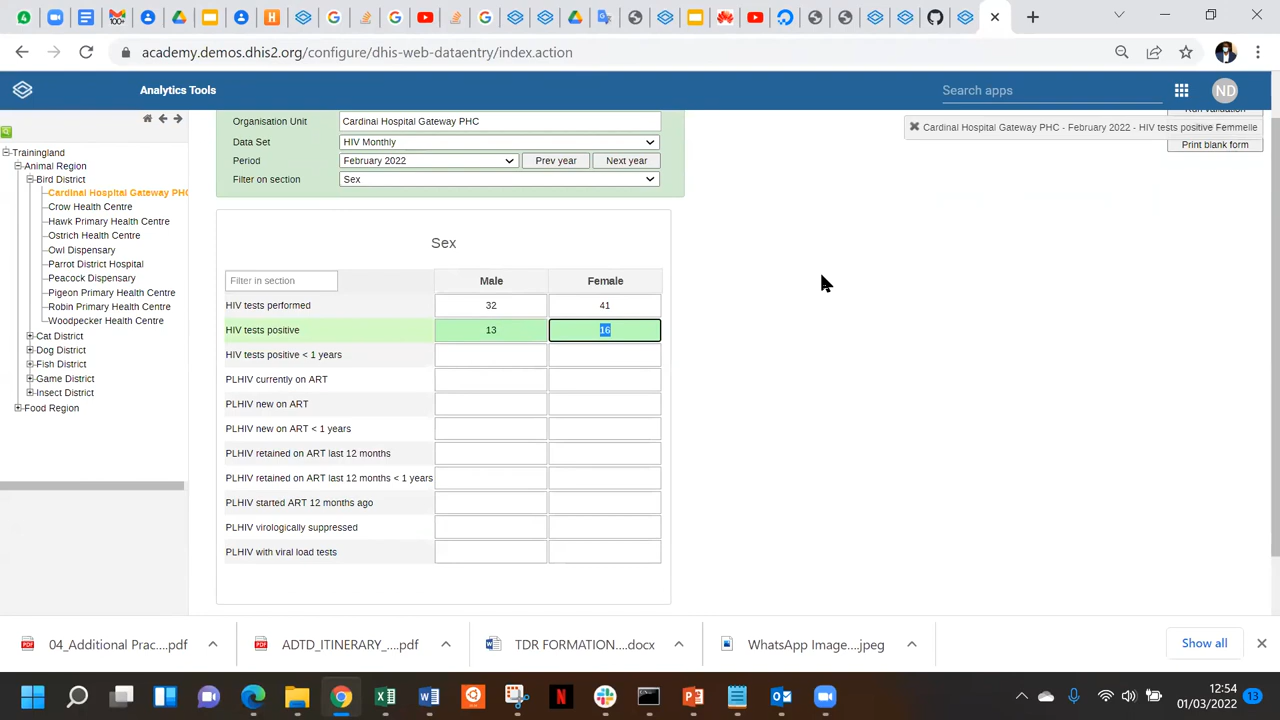 academy.demos.dhis2.org/configure/dhis-web-dataentry/index.action
Analytics Tools
Search apps
ND
Organisation Unit Cardinal Hospital Gateway PHC
Data Set HIV Monthly
Period February 2022 Prev year Next year
Filter on section Sex
Cardinal Hospital Gateway PHC - February 2022 - HIV tests positive Femmelle
Print blank form
Trainingland
Animal Region
Bird District
Cardinal Hospital Gateway PHC
Crow Health Centre
Hawk Primary Health Centre
Ostrich Health Centre
Owl Dispensary
Parrot District Hospital
Peacock Dispensary
Pigeon Primary Health Centre
Robin Primary Health Centre
Woodpecker Health Centre
Cat District
Dog District
Fish District
Game District
Insect District
Food Region
Sex
Filter in section Male Female
HIV tests performed 32 41
HIV tests positive 13 16
HIV tests positive < 1 years
PLHIV currently on ART
PLHIV new on ART
PLHIV new on ART < 1 years
PLHIV retained on ART last 12 months
PLHIV retained on ART last 12 months < 1 years
PLHIV started ART 12 months ago
PLHIV virologically suppressed
PLHIV with viral load tests
04_Additional Prac....pdf
ADTD_ITINERARY_....pdf
TDR FORMATION....docx
WhatsApp Image....jpeg
Show all
12:54
01/03/2022
13